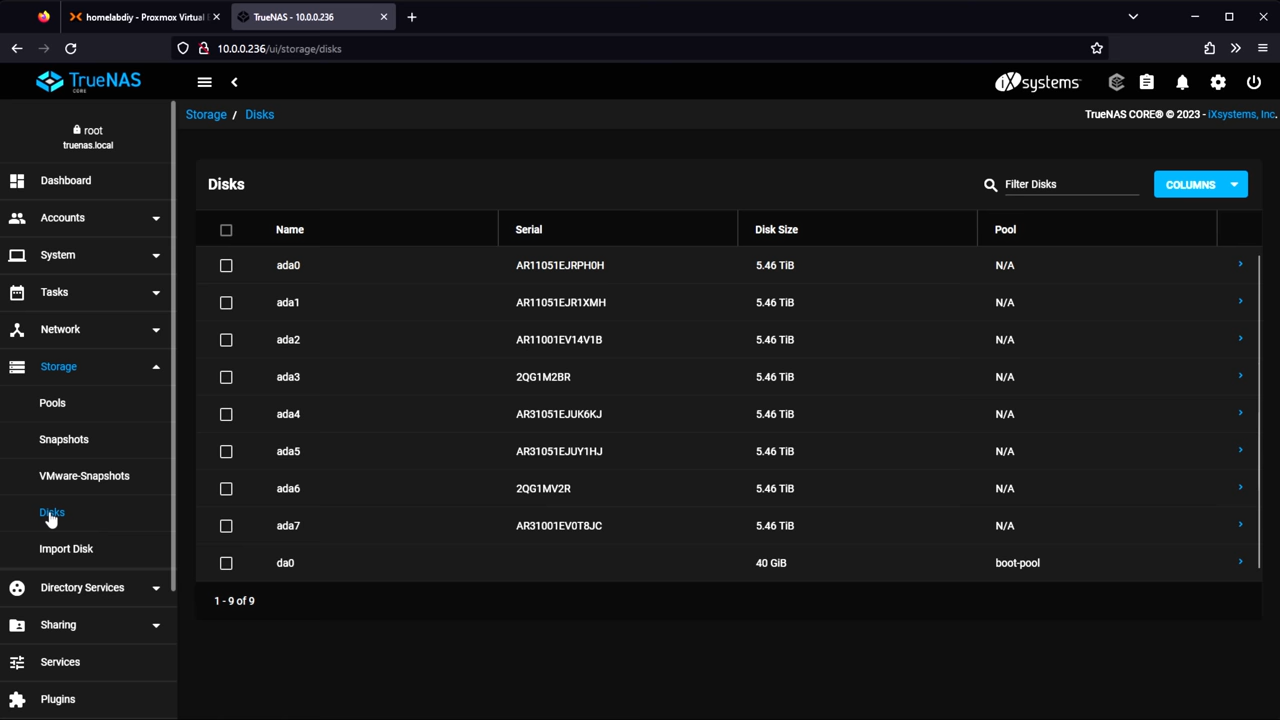 homelabdiy - Proxmox Virtual E
TrueNAS - 10.0.0.236
10.0.0.236/ui/storage/disks
TrueNAS
CORE
iXsystems
Storage / Disks
TrueNAS CORE® © 2023 - iXsystems, Inc.
root
truenas.local
Dashboard
Accounts
System
Tasks
Network
Storage
Pools
Snapshots
VMware-Snapshots
Disks
Import Disk
Directory Services
Sharing
Services
Plugins
Disks
Filter Disks
COLUMNS
Name Serial Disk Size Pool
ada0 AR11051EJRPH0H 5.46 TiB N/A
ada1 AR11051EJR1XMH 5.46 TiB N/A
ada2 AR11001EV14V1B 5.46 TiB N/A
ada3 2QG1M2BR 5.46 TiB N/A
ada4 AR31051EJUK6KJ 5.46 TiB N/A
ada5 AR31051EJUY1HJ 5.46 TiB N/A
ada6 2QG1MV2R 5.46 TiB N/A
ada7 AR31001EV0T8JC 5.46 TiB N/A
da0 40 GiB boot-pool
1 - 9 of 9